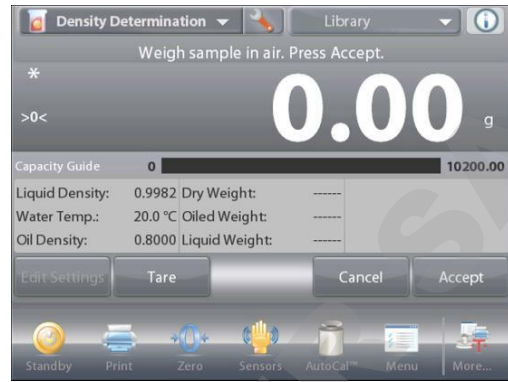 Density Determination Library
Weigh sample in air. Press Accept.
*
>0< 0.00 g
Capacity Guide 0 10200.00
Liquid Density: 0.9982 Dry Weight: ------
Water Temp.: 20.0 °C Oiled Weight: ------
Oil Density: 0.8000 Liquid Weight: ------
Edit Settings Tare Cancel Accept
Standby Print Zero Sensors AutoCal™ Menu More...